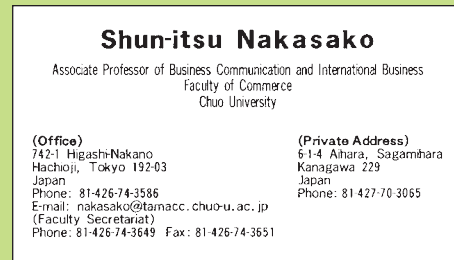 Shun-itsu Nakasako
Associate Professor of Business Communication and International Business
Faculty of Commerce
Chuo University
(Office)
742-1 Higashi-Nakano
Hachioji, Tokyo 192-03
Japan
Phone: 81-426-74-3586
E-mail: nakasako@tamacc.chuo-u.ac.jp
(Faculty Secretariat)
Phone: 81-426-74-3649 Fax: 81-426-74-3651
(Private Address)
6-1-4 Aihara, Sagamihara
Kanagawa 229
Japan
Phone: 81-427-70-3065